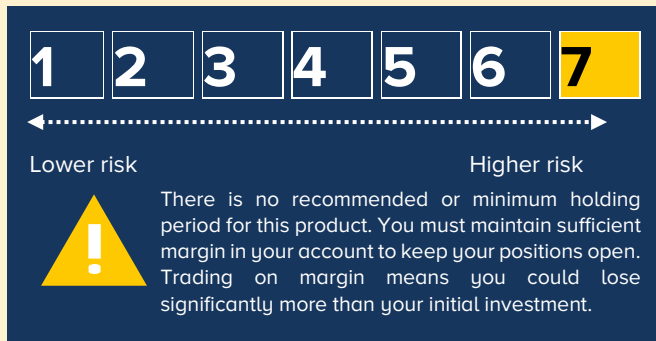 1 2 3 4 5 6 7
Lower risk Higher risk
!
There is no recommended or minimum holding
period for this product. You must maintain sufficient
margin in your account to keep your positions open.
Trading on margin means you could lose
significantly more than your initial investment.